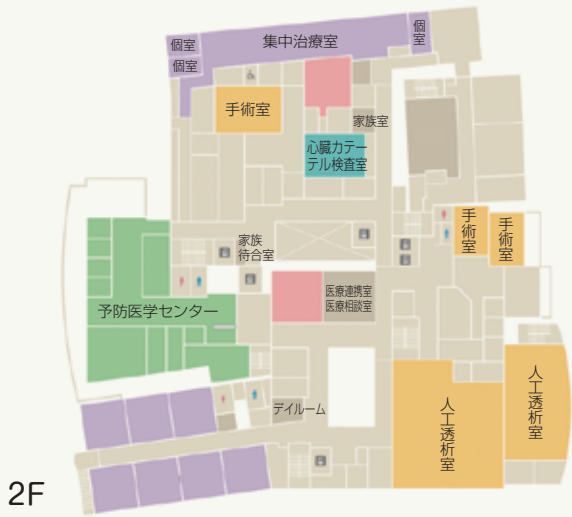 個室
集中治療室
個室
個室
手術室
家族室
心臓カテー
テル検査室
手術室
手術室
家族
待合室
医療連携室
医療相談室
予防医学センター
デイルーム
人工透析室
人工透析室
2F